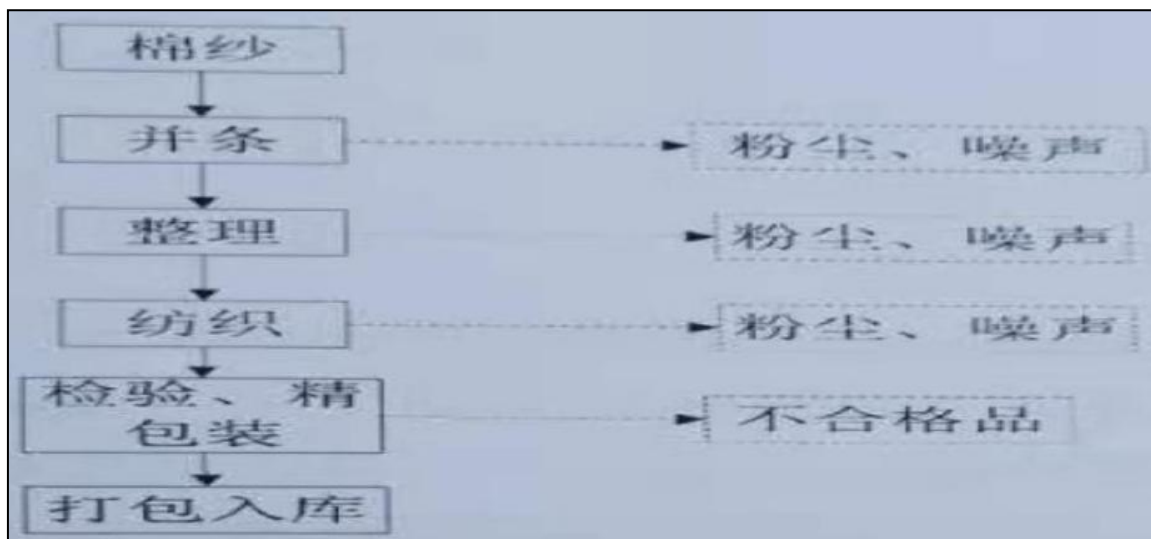 棉纱
并条
粉尘、噪声
整理
粉尘、噪声
纺织
粉尘、噪声
检验、精
包装
不合格品
打包入库